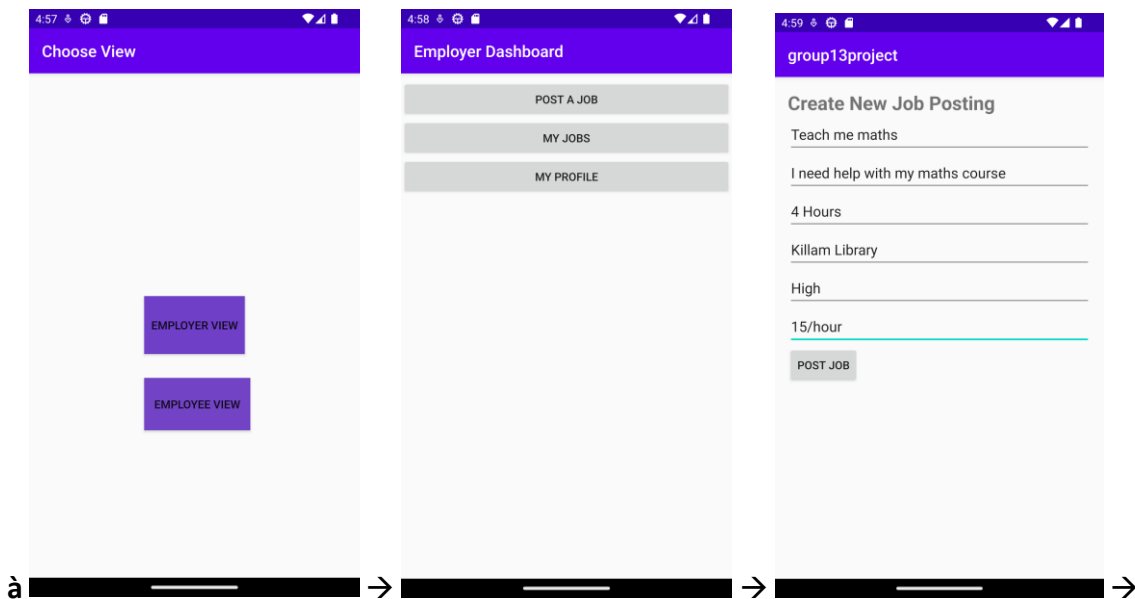 4:57
Choose View
EMPLOYER VIEW
EMPLOYEE VIEW
à
→
4:58
Employer Dashboard
POST A JOB
MY JOBS
MY PROFILE
→
4:59
group13project
Create New Job Posting
Teach me maths
I need help with my maths course
4 Hours
Killam Library
High
15/hour
POST JOB
→